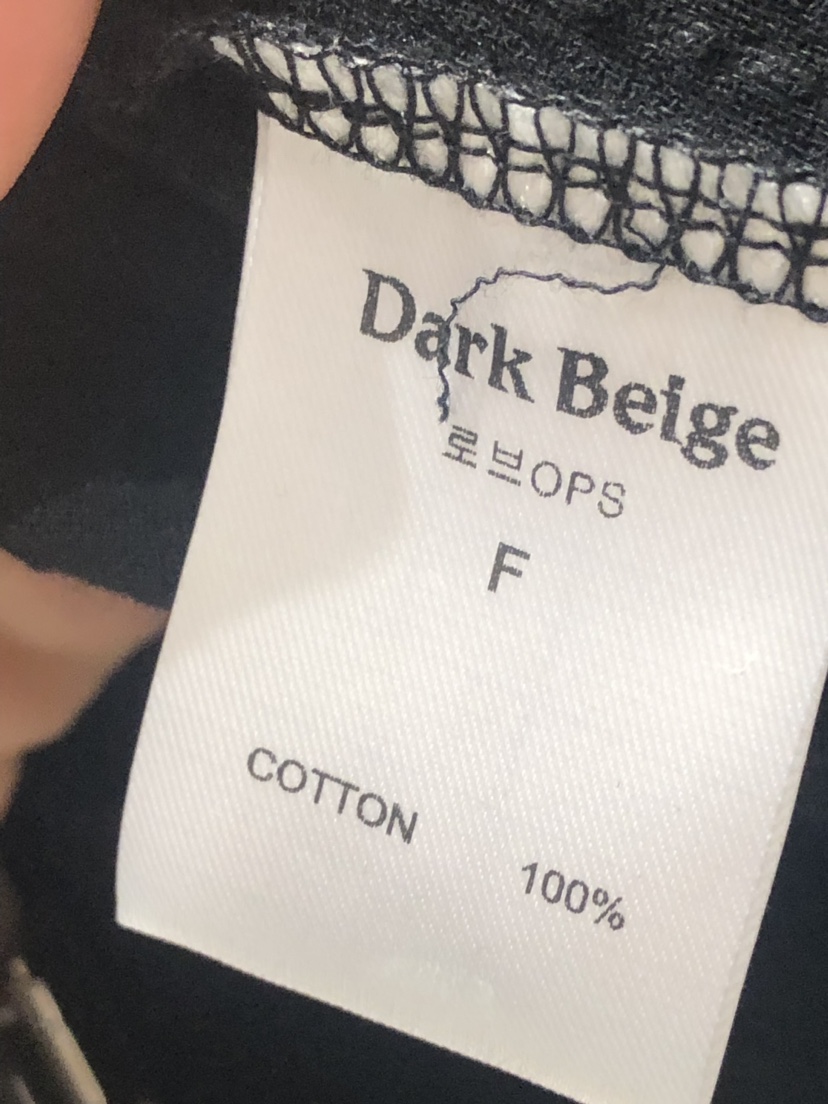 Dark Beige
로브OPS
F
COTTON
100%